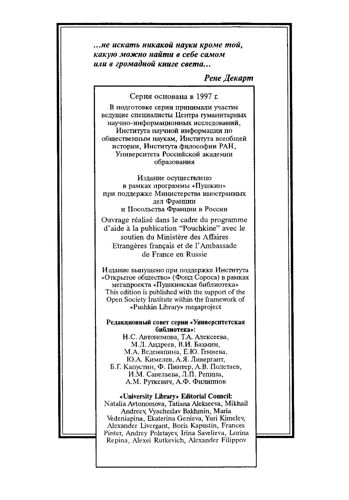 ...не искать никакой науки кроме той,
какую можно найти в себе самом
или в громадной книге света...
Рене Декарт
Серия основана в 1997 г.
В подготовке серии принимали участие
ведущие специалисты Центра гуманитарных
научно-информационных исследований,
Института научной информации по
общественным наукам, Института всеобщей
истории, Института философии РАН,
Университета Российской академии
образования
Издание осуществлено
в рамках программы «Пушкин»
при поддержке Министерства иностранных
дел Франции
и Посольства Франции в России
Ouvrage réalisé dans le cadre du programme
d'aide à la publication "Pouchkine" avec le
soutien du Ministère des Affaires
Etrangères français et de l'Ambassade
de France en Russie
Издание выпущено при поддержке Института
«Открытое общество» (Фонд Сороса) в рамках
мегапроекта «Пушкинская библиотека»
This edition is published with the support of the
Open Society Institute within the framework of
«Pushkin Library» megaproject
Редакционный совет серии «Университетская
библиотека»:
Н.С. Автономова, Т.А. Алексеева,
М.Л. Андреев, В.И. Бахмин,
М.А. Веденяпина, Е.Ю. Гениева,
Ю.А. Кимелев, А.Я. Ливергант,
Б.Г. Капустин, Ф. Пинтер, А.В. Полетаев,
И.М. Савельева, Л.П. Репина,
А.М. Руткевич, А.Ф. Филиппов
«University Library» Editorial Council:
Natalia Avtonomova, Tatiana Alekseeva, Mikhail
Andreev, Vyacheslav Bakhmin, Maria
Vedeniapina, Ekaterina Genieva, Yuri Kimelev,
Alexander Livergant, Boris Kapustin, Frances
Pinter, Andrey Poletayev, Irina Savelieva, Lorina
Repina, Alexei Rutkevich, Alexander Filippov